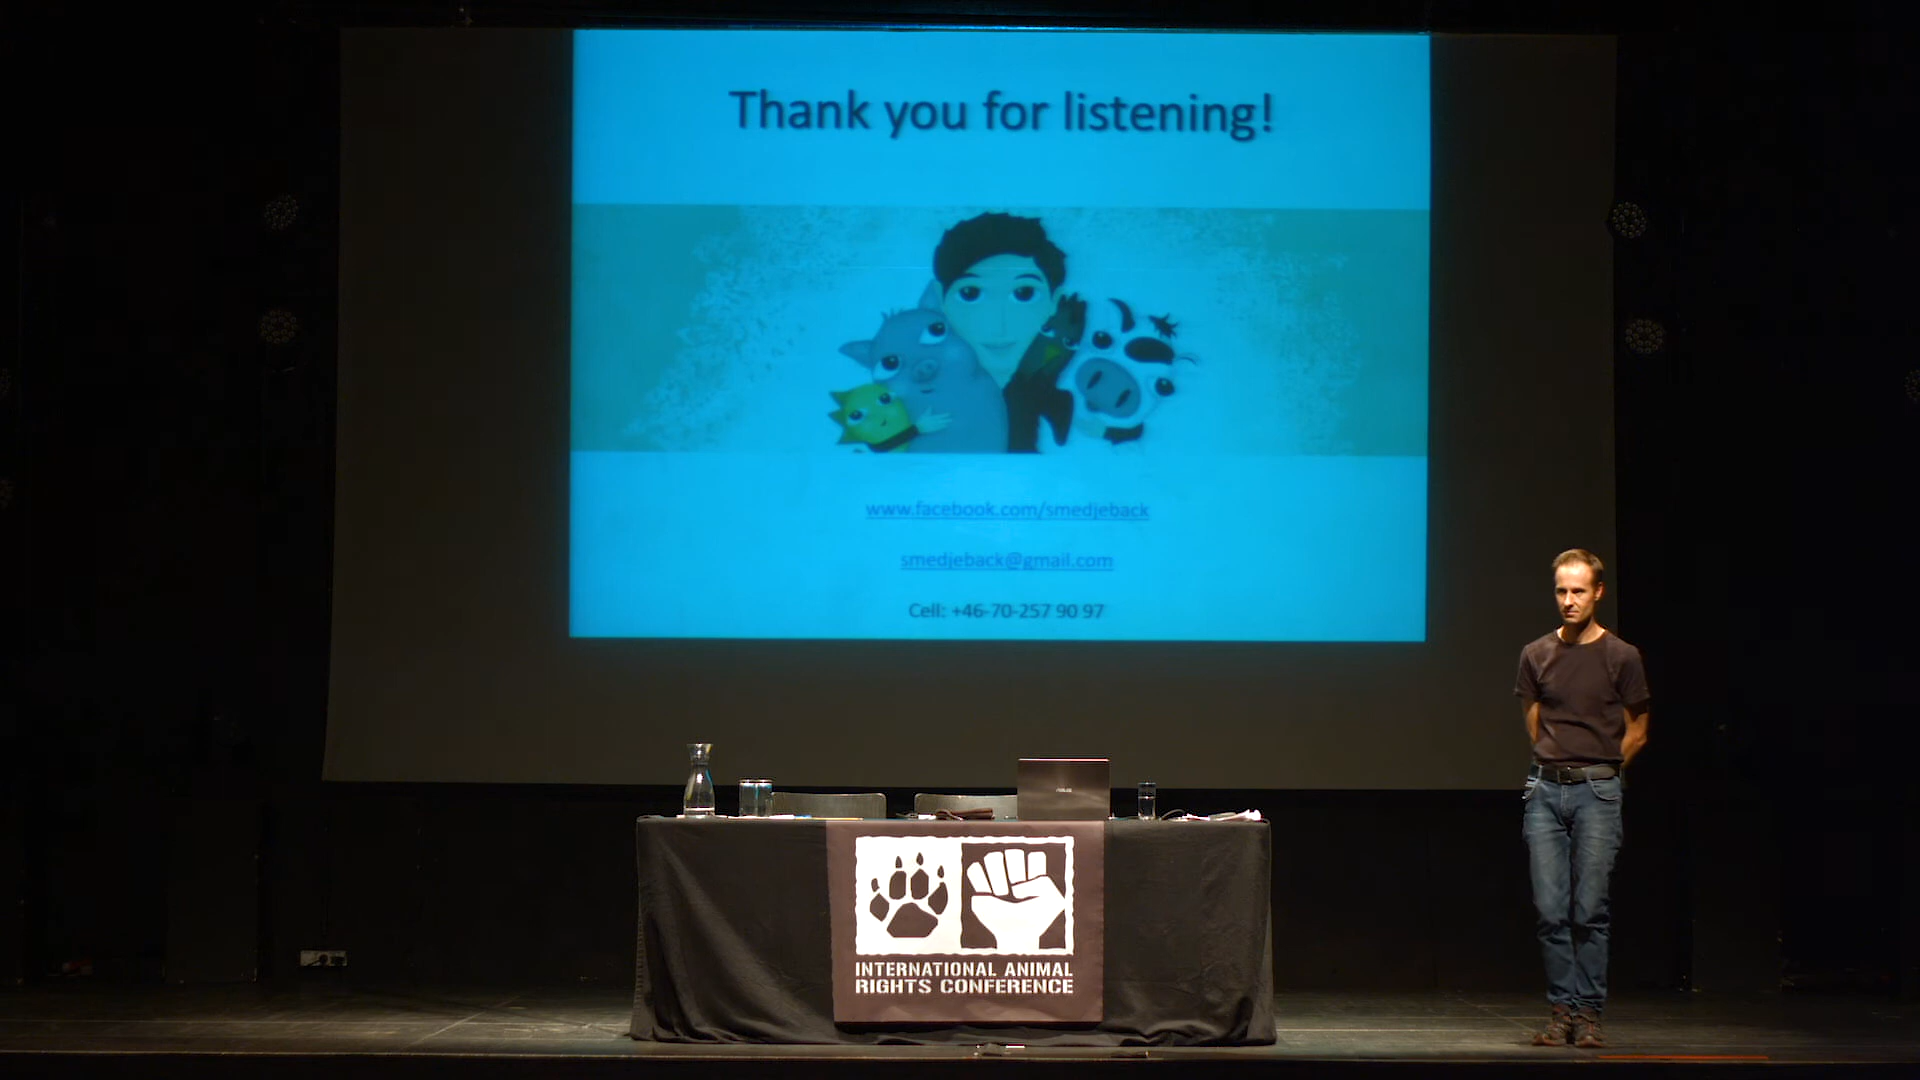 Thank you for listening!
www.facebook.com/smedjeback
smedjeback@gmail.com
Cell: +46-70-257 90 97
ASUS
INTERNATIONAL ANIMAL
RIGHTS CONFERENCE